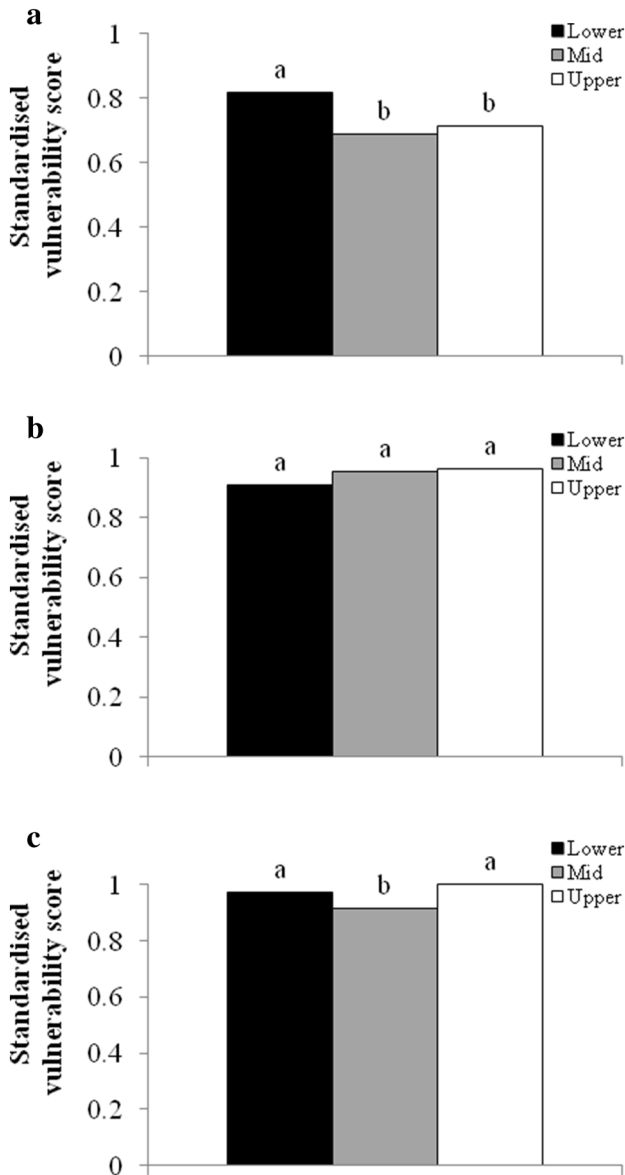 a
Standardised
vulnerability score
1
0.8
0.6
0.4
0.2
0
a
b
b
Lower
Mid
Upper
b
Standardised
vulnerability score
1
0.8
0.6
0.4
0.2
0
a
a
a
Lower
Mid
Upper
c
Standardised
vulnerability score
1
0.8
0.6
0.4
0.2
0
a
b
a
Lower
Mid
Upper